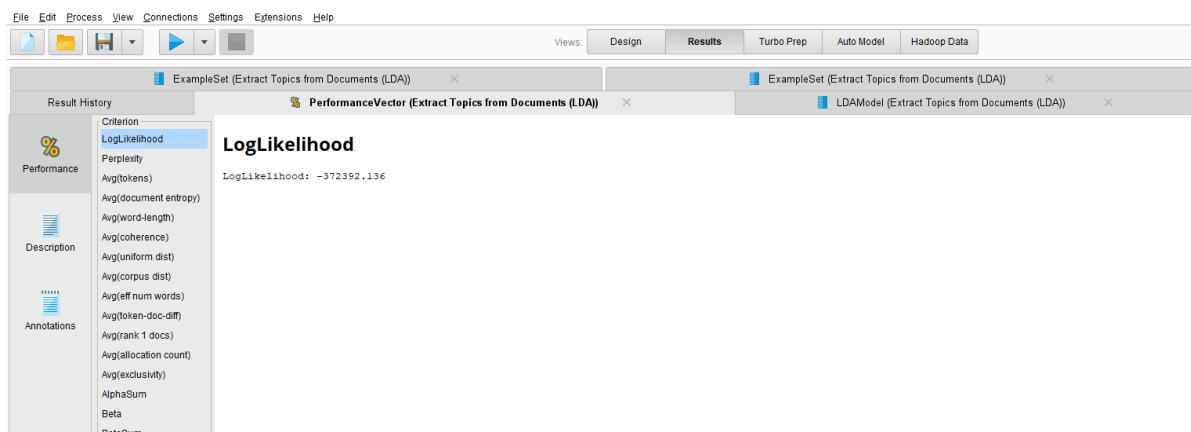 File Edit Process View Connections Settings Extensions Help
Views: Design Results Turbo Prep Auto Model Hadoop Data
ExampleSet (Extract Topics from Documents (LDA)) ExampleSet (Extract Topics from Documents (LDA))
Result History PerformanceVector (Extract Topics from Documents (LDA)) LDAModel (Extract Topics from Documents (LDA))
%
Performance
Description
Annotations
Criterion
LogLikelihood
Perplexity
Avg(tokens)
Avg(document entropy)
Avg(word-length)
Avg(coherence)
Avg(uniform dist)
Avg(corpus dist)
Avg(eff num words)
Avg(token-doc-diff)
Avg(rank 1 docs)
Avg(allocation count)
Avg(exclusivity)
AlphaSum
Beta
BetaSum
LogLikelihood
LogLikelihood: -372392.136